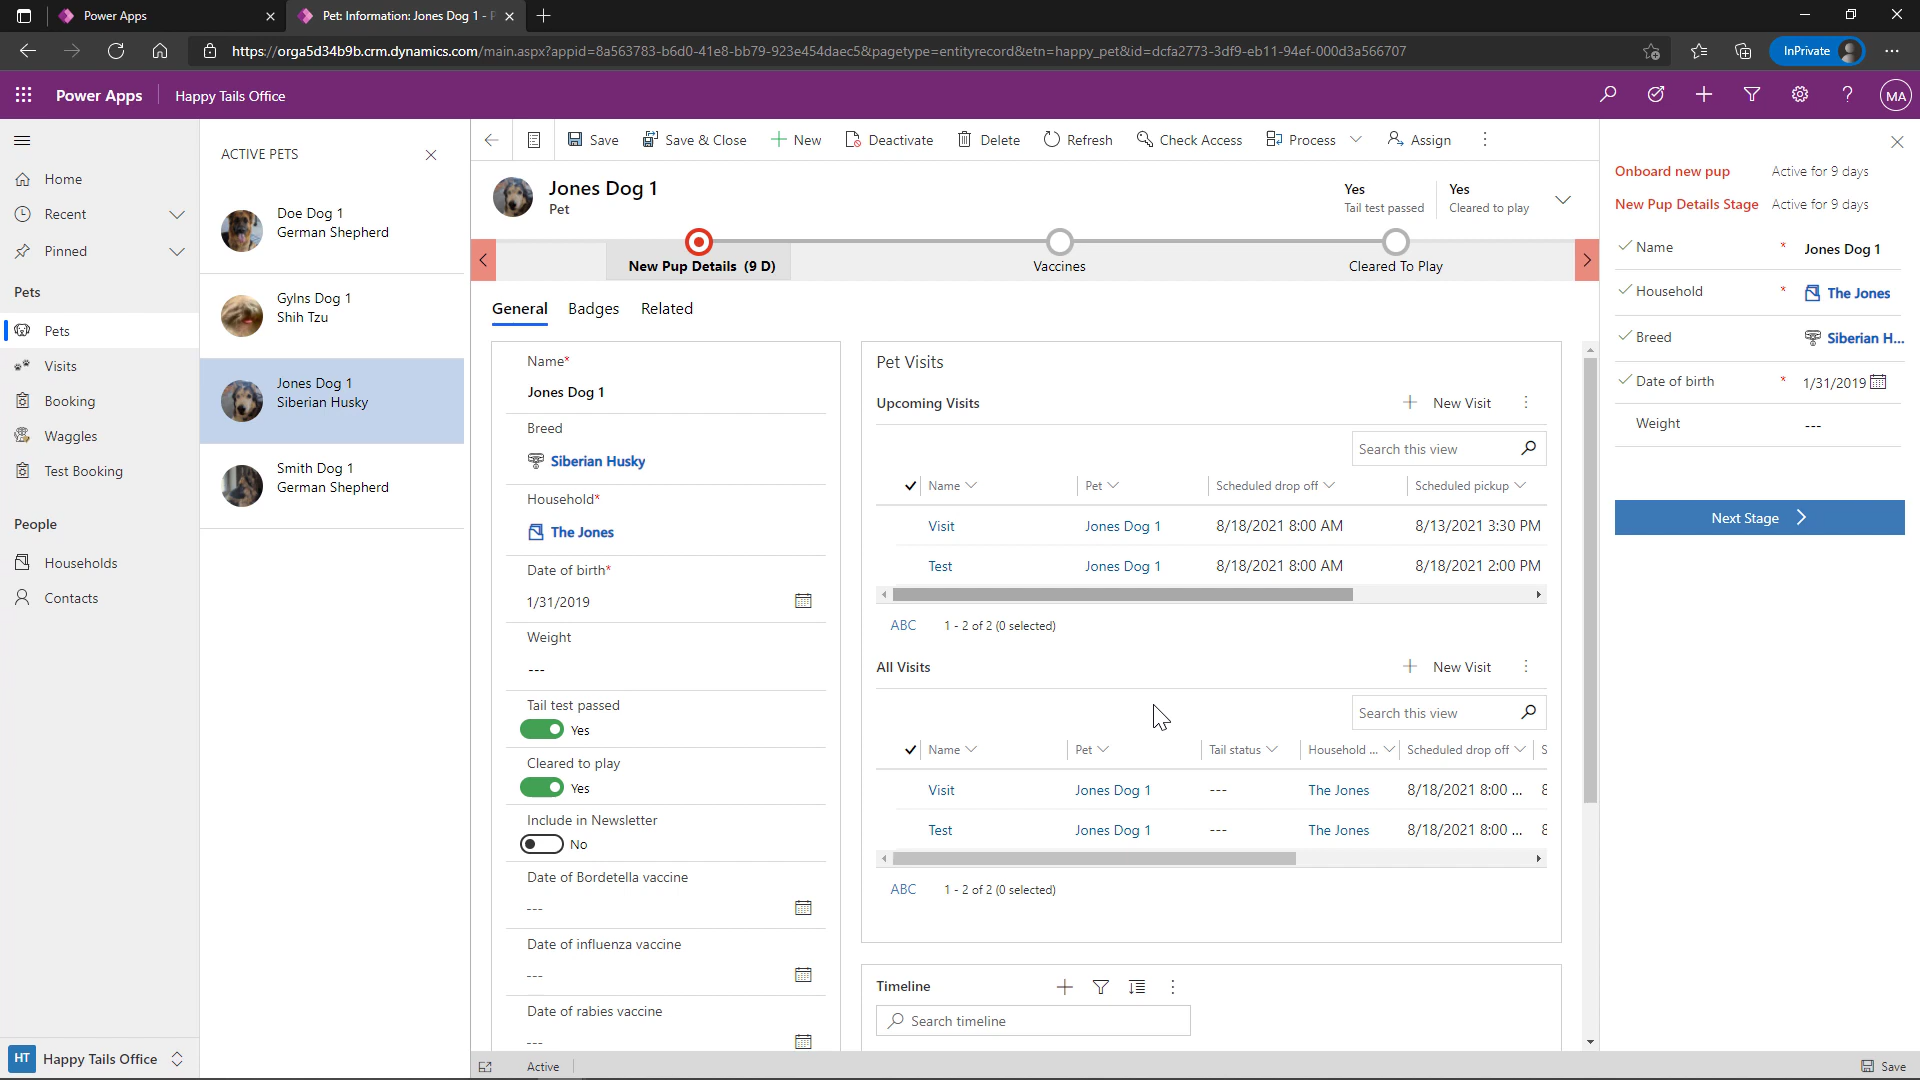 Power Apps
Pet: Information: Jones Dog 1 - P
https://orga5d34b9b.crm.dynamics.com/main.aspx?appid=8a563783-b6d0-41e8-bb79-923e454daec5&pagetype=entityrecord&etn=happy_pet&id=dcfa2773-3df9-eb11-94ef-000d3a566707
InPrivate
Power Apps
Happy Tails Office
MA
Home
Recent
Pinned
Pets
Pets
Visits
Booking
Waggles
Test Booking
People
Households
Contacts
HT Happy Tails Office
ACTIVE PETS
Doe Dog 1
German Shepherd
Gylns Dog 1
Shih Tzu
Jones Dog 1
Siberian Husky
Smith Dog 1
German Shepherd
Save Save & Close New Deactivate Delete Refresh Check Access Process Assign
Jones Dog 1
Pet
Yes
Tail test passed
Yes
Cleared to play
New Pup Details (9 D)
Vaccines
Cleared To Play
General Badges Related
Name*
Jones Dog 1
Breed
Siberian Husky
Household*
The Jones
Date of birth*
1/31/2019
Weight
---
Tail test passed
Yes
Cleared to play
Yes
Include in Newsletter
No
Date of Bordetella vaccine
---
Date of influenza vaccine
---
Date of rabies vaccine
---
Pet Visits
Upcoming Visits
New Visit
Search this view
Name Pet Scheduled drop off Scheduled pickup
Visit Jones Dog 1 8/18/2021 8:00 AM 8/13/2021 3:30 PM
Test Jones Dog 1 8/18/2021 8:00 AM 8/18/2021 2:00 PM
ABC 1 - 2 of 2 (0 selected)
All Visits
New Visit
Search this view
Name Pet Tail status Household ... Scheduled drop off S
Visit Jones Dog 1 --- The Jones 8/18/2021 8:00 ... 8
Test Jones Dog 1 --- The Jones 8/18/2021 8:00 ... 8
ABC 1 - 2 of 2 (0 selected)
Timeline
Search timeline
Active
Save
Onboard new pup Active for 9 days
New Pup Details Stage Active for 9 days
Name * Jones Dog 1
Household * The Jones
Breed Siberian H...
Date of birth * 1/31/2019
Weight ---
Next Stage